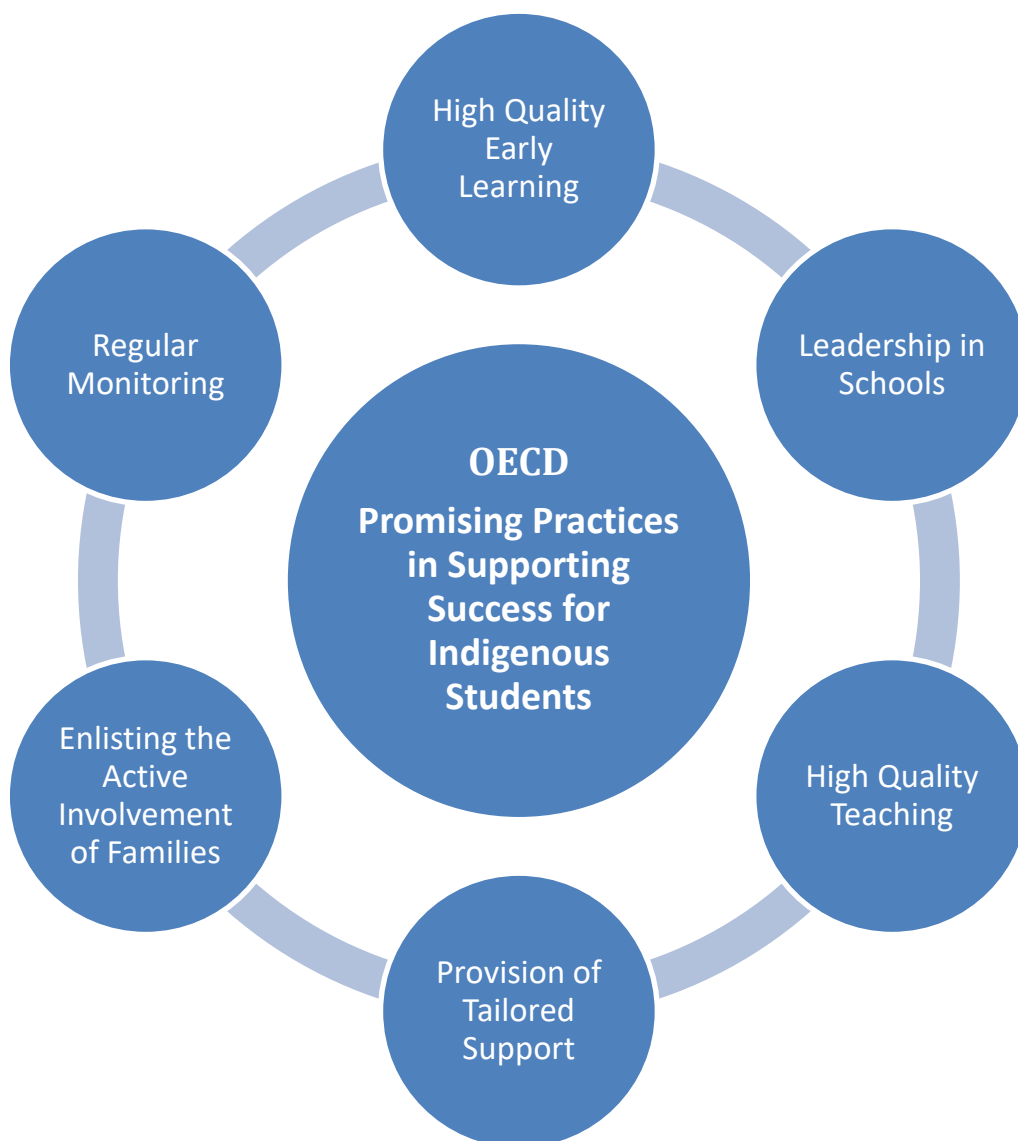 High Quality
Early
Learning
Leadership in
Schools
High Quality
Teaching
Provision of
Tailored
Support
Enlisting the
Active
Involvement
of Families
Regular
Monitoring
OECD
Promising Practices
in Supporting
Success for
Indigenous
Students